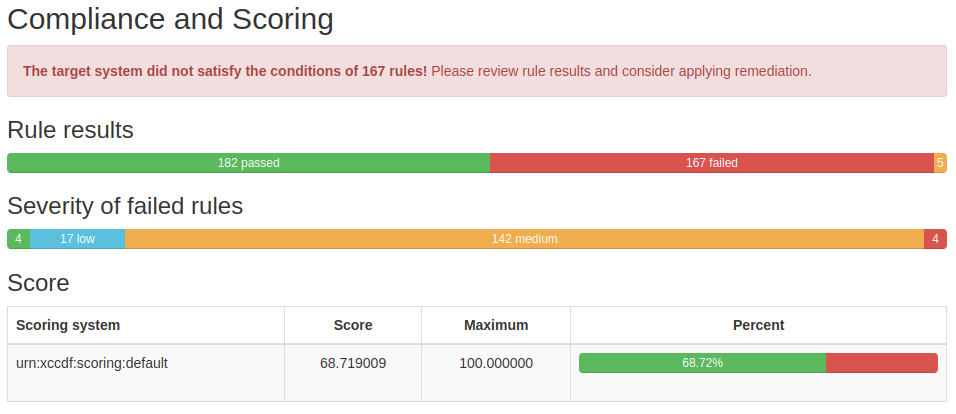 Compliance and Scoring
The target system did not satisfy the conditions of 167 rules! Please review rule results and consider applying remediation.
Rule results
182 passed 167 failed 5
Severity of failed rules
4 17 low 142 medium 4
Score
Scoring system Score Maximum Percent
urn:xccdf:scoring:default 68.719009 100.000000 68.72%